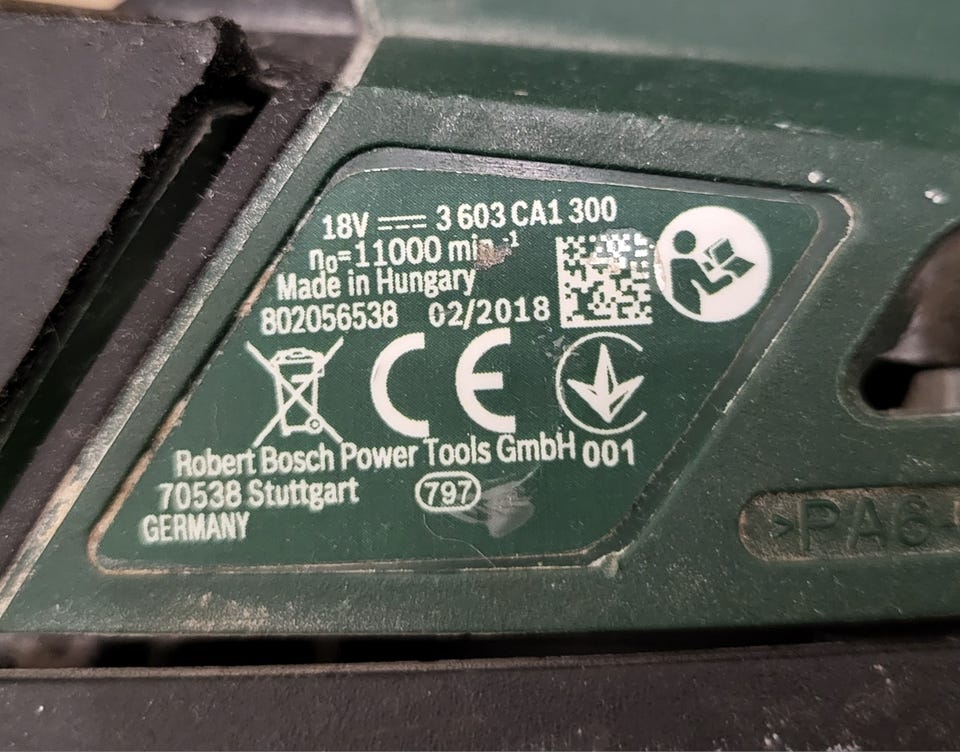 18V ⎓ 3 603 CA1 300
n₀=11000 min⁻¹
Made in Hungary
802056538 02/2018
CE
Robert Bosch Power Tools GmbH 001
70538 Stuttgart 797
GERMANY
>PA6-